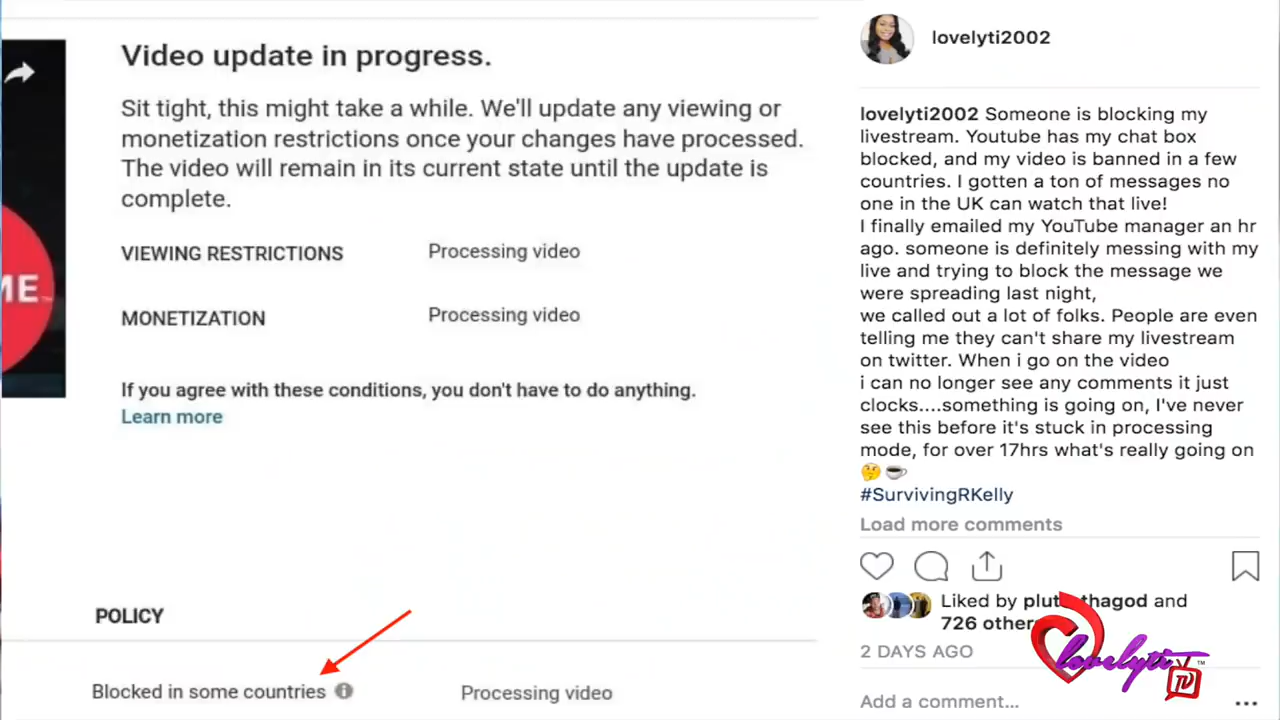 Video update in progress.
Sit tight, this might take a while. We'll update any viewing or
monetization restrictions once your changes have processed.
The video will remain in its current state until the update is
complete.
VIEWING RESTRICTIONS Processing video
MONETIZATION Processing video
If you agree with these conditions, you don't have to do anything.
Learn more
POLICY
Blocked in some countries Processing video
ME
lovelyti2002
lovelyti2002 Someone is blocking my
livestream. Youtube has my chat box
blocked, and my video is banned in a few
countries. I gotten a ton of messages no
one in the UK can watch that live!
I finally emailed my YouTube manager an hr
ago. someone is definitely messing with my
live and trying to block the message we
were spreading last night,
we called out a lot of folks. People are even
telling me they can't share my livestream
on twitter. When i go on the video
i can no longer see any comments it just
clocks....something is going on, I've never
see this before it's stuck in processing
mode, for over 17hrs what's really going on
🤔☕
#SurvivingRKelly
Load more comments
Liked by thagod and
726 other
2 DAYS AGO
Add a comment...
lovelyti
TV